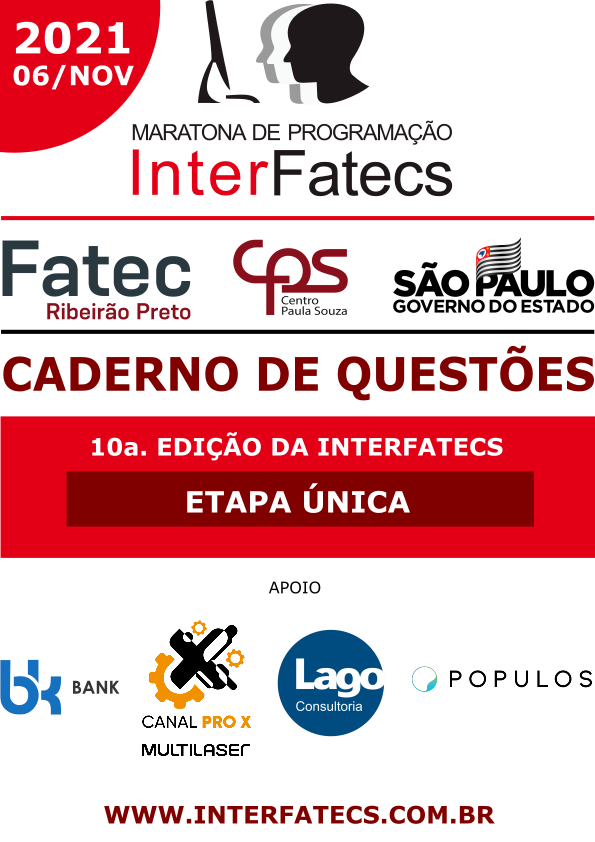 2021
06/NOV
MARATONA DE PROGRAMAÇÃO
InterFatecs
Fatec
Ribeirão Preto
cps
Centro
Paula Souza
SÃO PAULO
GOVERNO DO ESTADO
CADERNO DE QUESTÕES
10a. EDIÇÃO DA INTERFATECS
ETAPA ÚNICA
APOIO
bk BANK
CANAL PRO X
MULTILASER
Lago
Consultoria
POPULOS
WWW.INTERFATECS.COM.BR